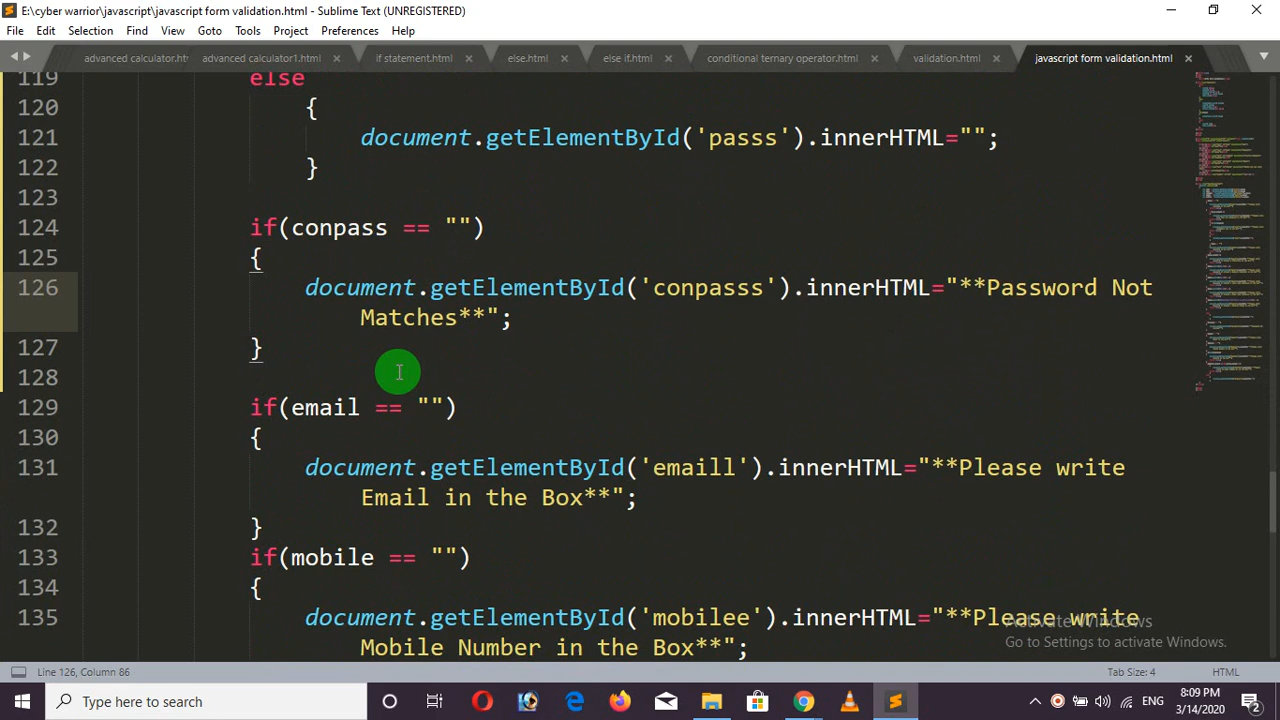 E:\cyber warrior\javascript\javascript form validation.html - Sublime Text (UNREGISTERED)
File Edit Selection Find View Goto Tools Project Preferences Help
advanced calculator.ht advanced calculator1.html if statement.html else.html else if.html conditional ternary operator.html validation.html javascript form validation.html
119 else
120 {
121 document.getElementById('passs').innerHTML="";
122 }
123
124 if(conpass == "")
125 {
126 document.getElementById('conpasss').innerHTML="**Password Not
Matches**";
127 }
128
129 if(email == "")
130 {
131 document.getElementById('emaill').innerHTML="**Please write
Email in the Box**";
132 }
133 if(mobile == "")
134 {
135 document.getElementById('mobilee').innerHTML="**Please write
Mobile Number in the Box**";
Activate Windows
Go to Settings to activate Windows.
Line 126, Column 86 Tab Size: 4 HTML
Type here to search
ENG
8:09 PM
3/14/2020
2